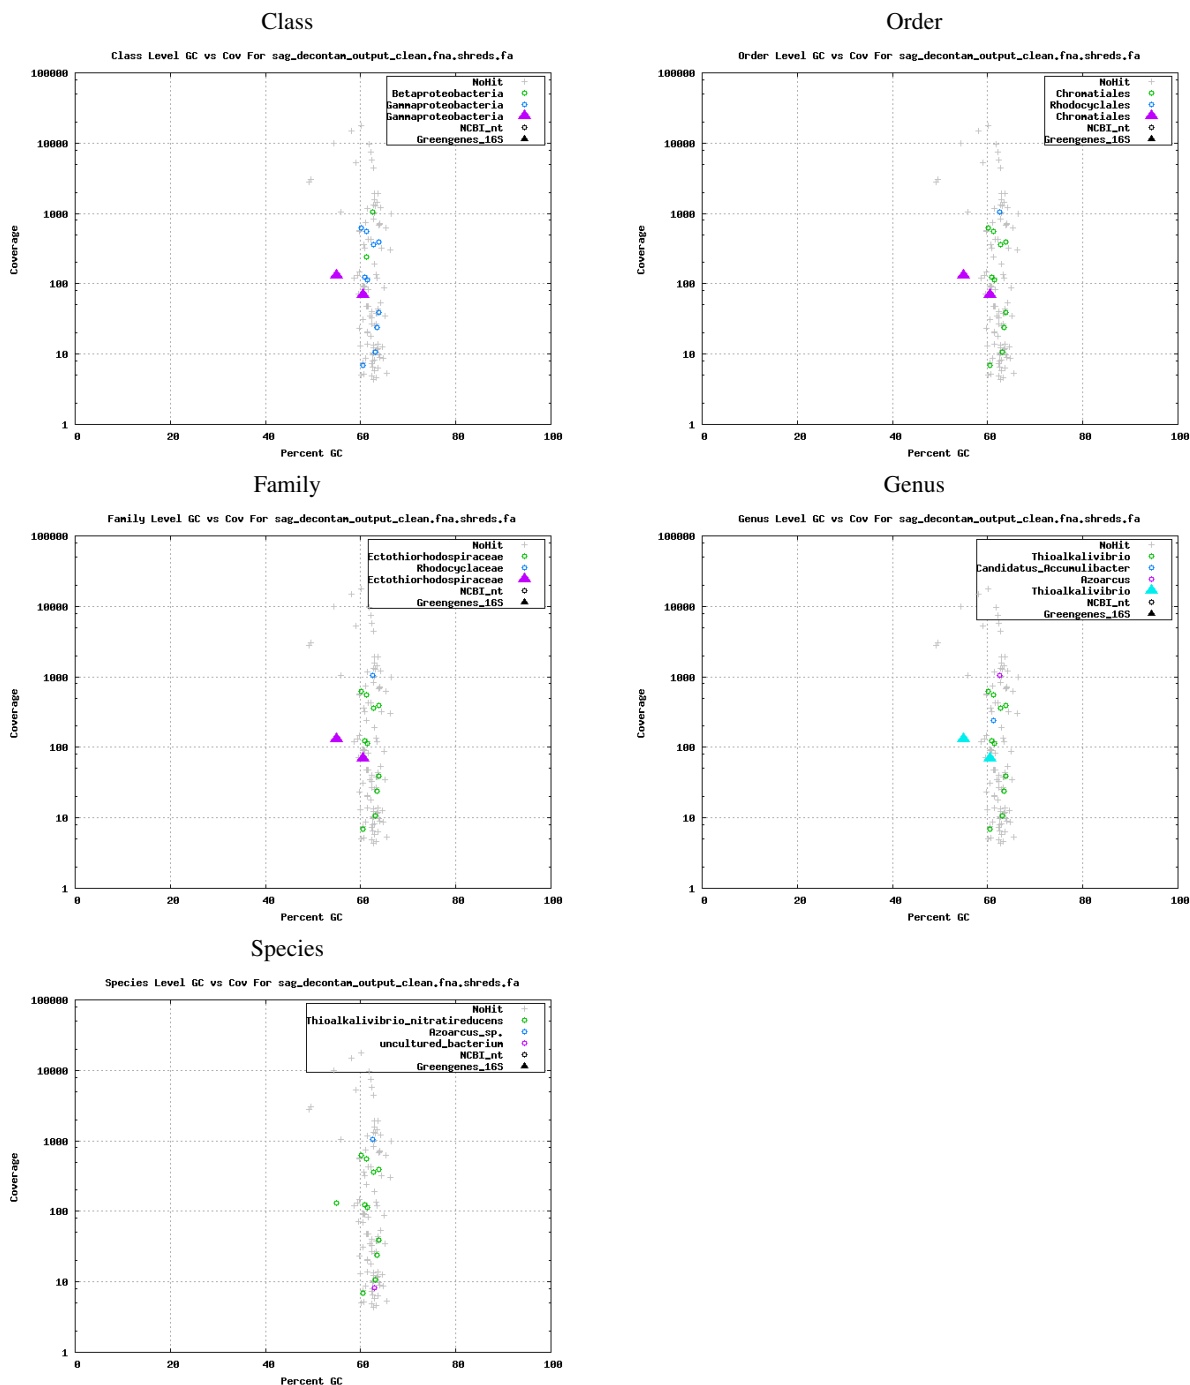 Class
Order
Class Level GC vs Cov For sag_decontam_output_clean.fna.shreds.fa
100000
10000
1000
100
10
1
0 20 40 60 80 100
Coverage
Percent GC
NoHit
Betaproteobacteria
Gammaproteobacteria
Gammaproteobacteria
NCBI_nt
Greengenes_16S
Order Level GC vs Cov For sag_decontam_output_clean.fna.shreds.fa
100000
10000
1000
100
10
1
0 20 40 60 80 100
Coverage
Percent GC
NoHit
Chromatiales
Rhodocyclales
Chromatiales
NCBI_nt
Greengenes_16S
Family
Genus
Family Level GC vs Cov For sag_decontam_output_clean.fna.shreds.fa
100000
10000
1000
100
10
1
0 20 40 60 80 100
Coverage
Percent GC
NoHit
Ectothiorhodospiraceae
Rhodocyclaceae
Ectothiorhodospiraceae
NCBI_nt
Greengenes_16S
Genus Level GC vs Cov For sag_decontam_output_clean.fna.shreds.fa
100000
10000
1000
100
10
1
0 20 40 60 80 100
Coverage
Percent GC
NoHit
Thioalkalivibrio
Candidatus_Accumulibacter
Azoarcus
Thioalkalivibrio
NCBI_nt
Greengenes_16S
Species
Species Level GC vs Cov For sag_decontam_output_clean.fna.shreds.fa
100000
10000
1000
100
10
1
0 20 40 60 80 100
Coverage
Percent GC
NoHit
Thioalkalivibrio_nitratireducens
Azoarcus_sp.
uncultured_bacterium
NCBI_nt
Greengenes_16S